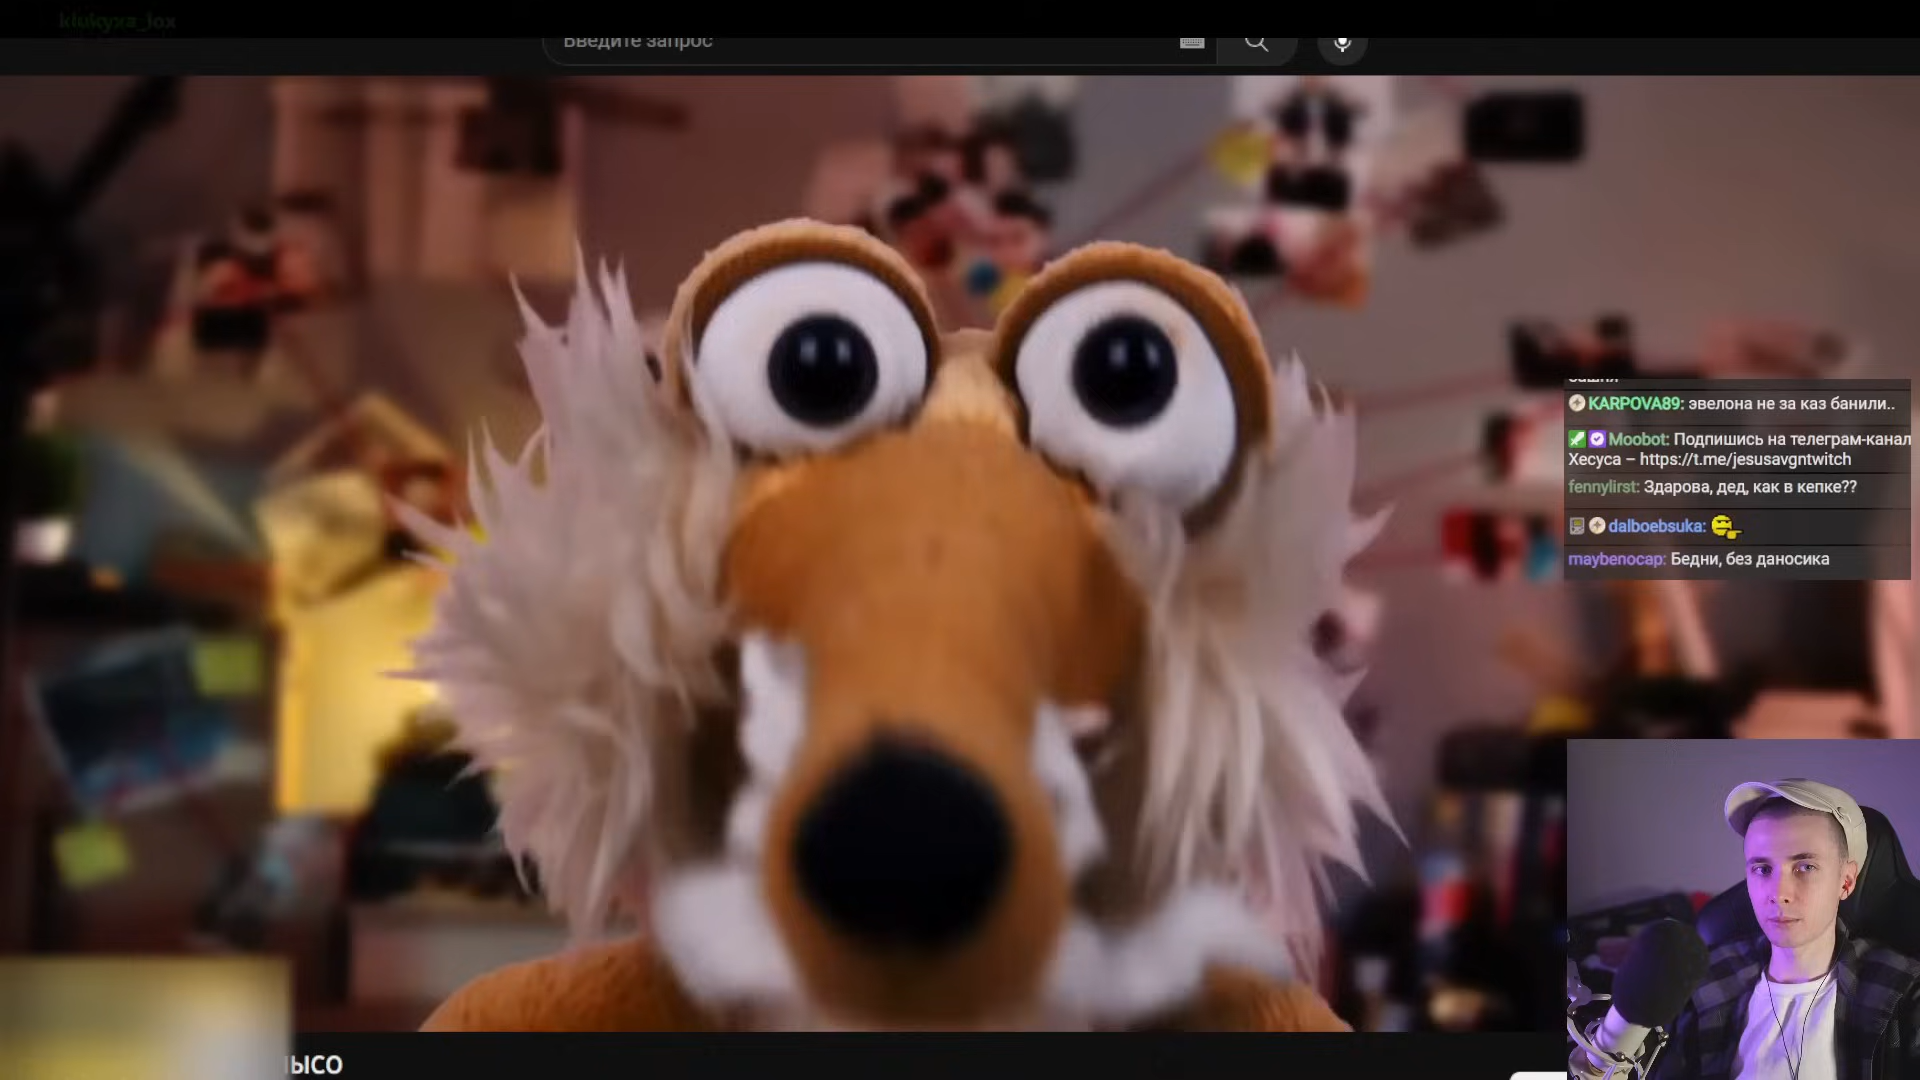 klukyxa_lox
Введите запрос
KARPOVA89: эвелона не за каз банили..
Moobot: Подпишись на телеграм-канал
Хесуса – https://t.me/jesusavgntwitch
fennylirst: Здарова, дед, как в кепке??
dalboebsuka:
maybenocap: Бедни, без даносика
ЫСО